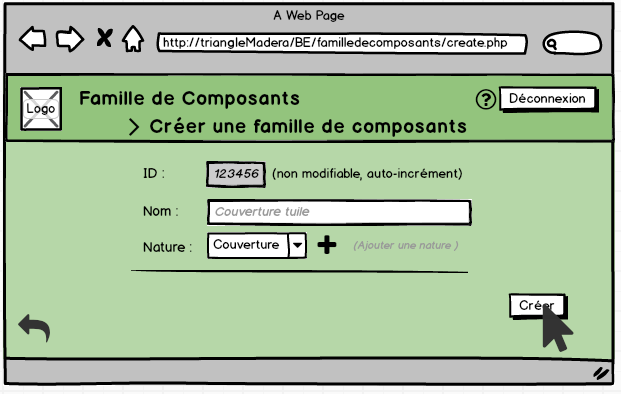 A Web Page
http://triangleMadera/BE/familledecomposants/create.php
Logo
Famille de Composants
? Déconnexion
> Créer une famille de composants
ID : 123456 (non modifiable, auto-incrément)
Nom : Couverture tuile
Nature : Couverture (Ajouter une nature )
Créer